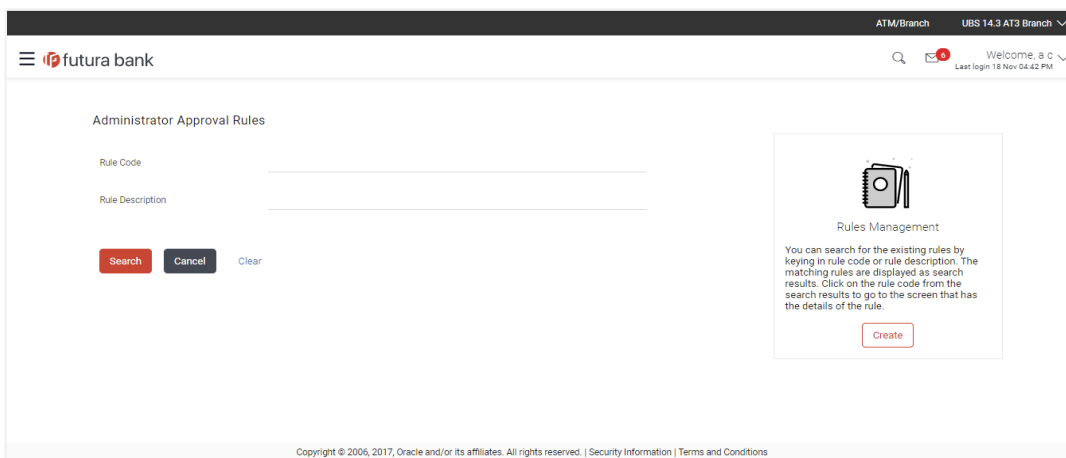 ATM/Branch UBS 14.3 AT3 Branch
futura bank
6
Welcome, a c
Last login 18 Nov 04:42 PM
Administrator Approval Rules
Rule Code
Rule Description
Search Cancel Clear
Rules Management
You can search for the existing rules by
keying in rule code or rule description. The
matching rules are displayed as search
results. Click on the rule code from the
search results to go to the screen that has
the details of the rule.
Create
Copyright © 2006, 2017, Oracle and/or its affiliates. All rights reserved. | Security Information | Terms and Conditions